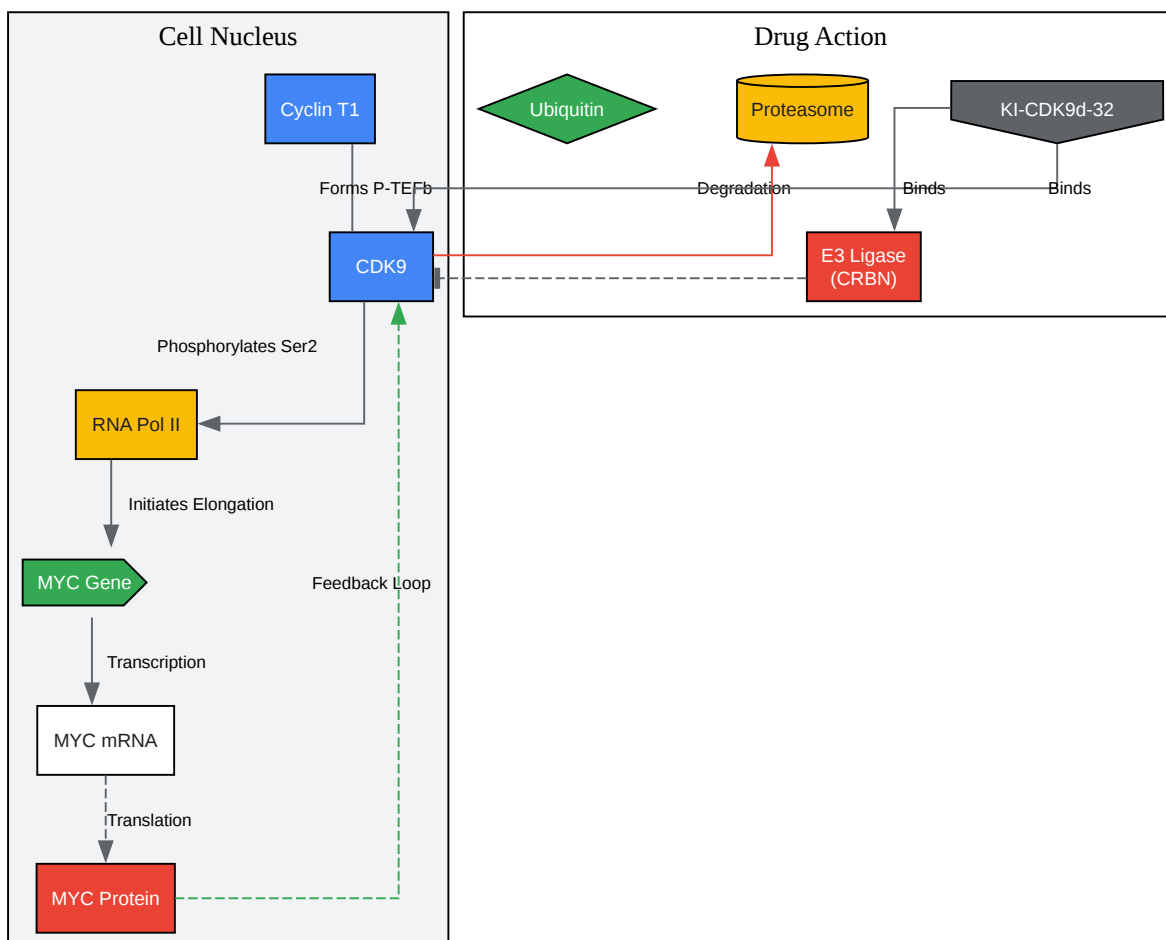 Cell Nucleus
Drug Action
Cyclin T1
Ubiquitin
Proteasome
KI-CDK9d-32
Forms P-TEFb
Degradation
Binds
Binds
CDK9
E3 Ligase
(CRBN)
Phosphorylates Ser2
RNA Pol II
Initiates Elongation
MYC Gene
Feedback Loop
Transcription
MYC mRNA
Translation
MYC Protein